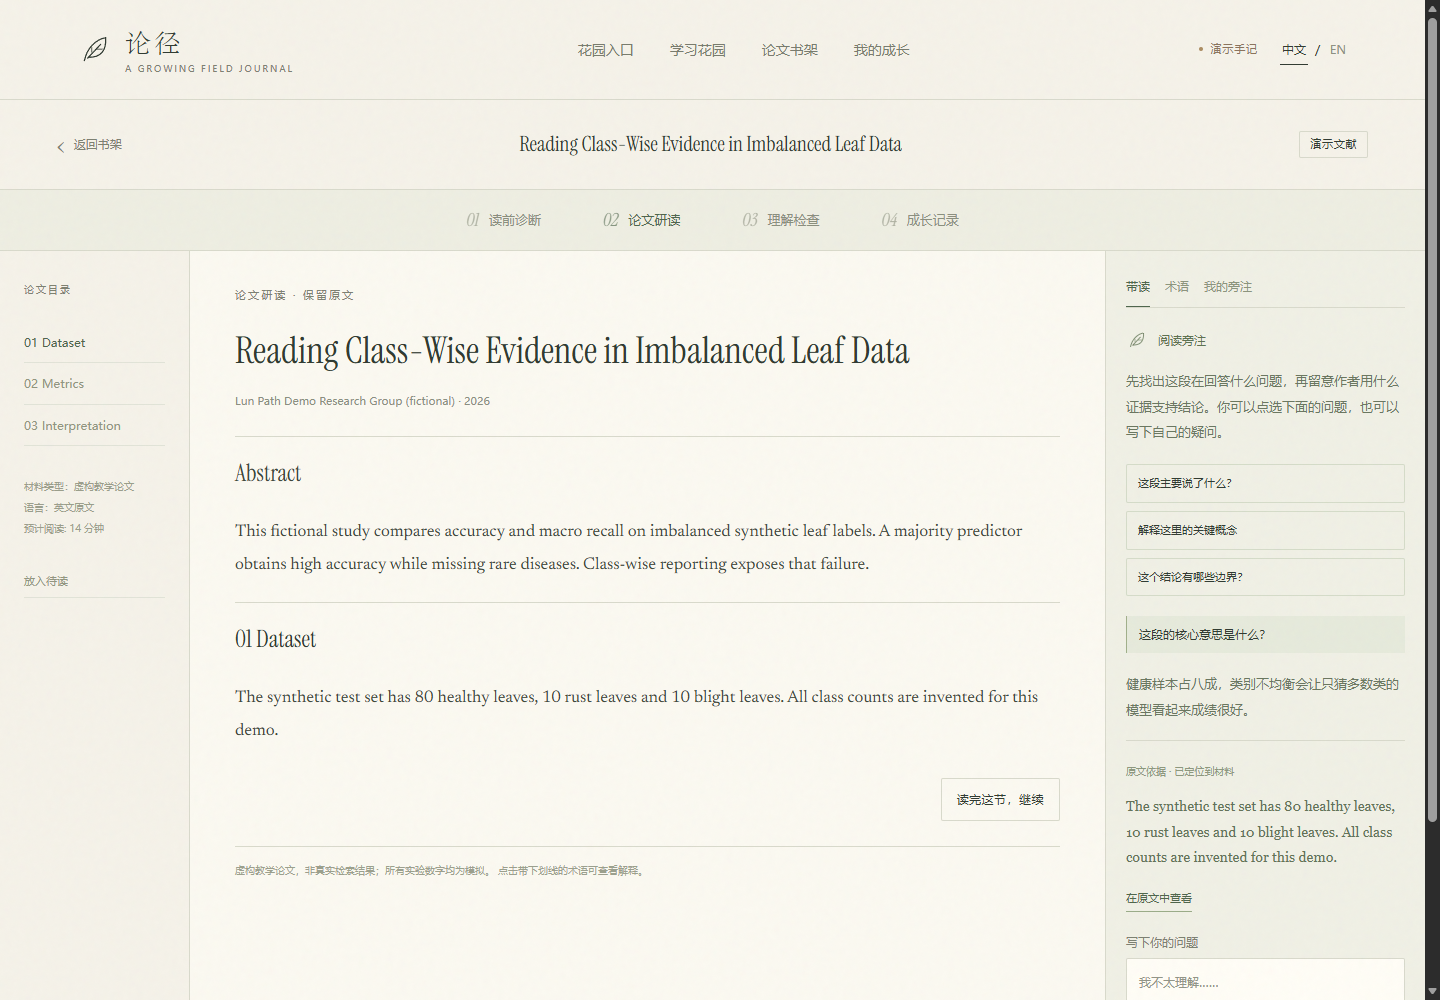 论径
A GROWING FIELD JOURNAL
花园入口 学习花园 论文书架 我的成长
演示手记 中文 / EN
返回书架
Reading Class-Wise Evidence in Imbalanced Leaf Data
演示文献
01 读前诊断 02 论文研读 03 理解检查 04 成长记录
论文目录
01 Dataset
02 Metrics
03 Interpretation
材料类型：虚构教学论文
语言：英文原文
预计阅读: 14 分钟
放入待读
论文研读 · 保留原文
Reading Class-Wise Evidence in Imbalanced Leaf Data
Lun Path Demo Research Group (fictional) · 2026
Abstract
This fictional study compares accuracy and macro recall on imbalanced synthetic leaf labels. A majority predictor
obtains high accuracy while missing rare diseases. Class-wise reporting exposes that failure.
01 Dataset
The synthetic test set has 80 healthy leaves, 10 rust leaves and 10 blight leaves. All class counts are invented for this
demo.
读完这节，继续
虚构教学论文，非真实检索结果；所有实验数字均为模拟。 点击带下划线的术语可查看解释。
带读 术语 我的旁注
阅读旁注
先找出这段在回答什么问题，再留意作者用什么
证据支持结论。你可以点选下面的问题，也可以
写下自己的疑问。
这段主要说了什么？
解释这里的关键概念
这个结论有哪些边界？
这段的核心意思是什么？
健康样本占八成，类别不均衡会让只猜多数类的
模型看起来成绩很好。
原文依据 · 已定位到材料
The synthetic test set has 80 healthy leaves,
10 rust leaves and 10 blight leaves. All class
counts are invented for this demo.
在原文中查看
写下你的问题
我不太理解……